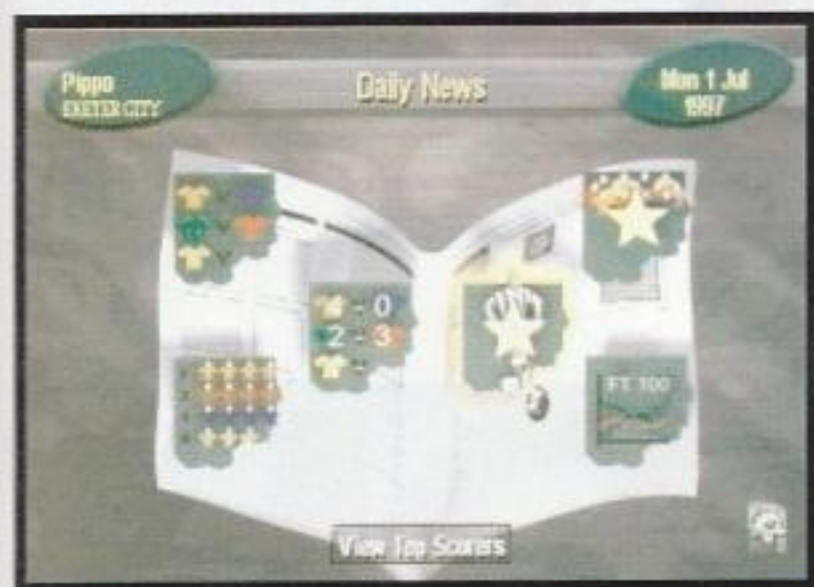 Pippo
EXETER CITY
Daily News
Mon 1 Jul
1997
- 0
2 - 3
-
FT 100
View Top Scorers